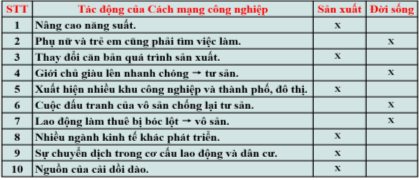 STT Tác động của Cách mạng công nghiệp Sản xuất Đời sống
1 Nâng cao năng suất. x
2 Phụ nữ và trẻ em cũng phải tìm việc làm. x
3 Thay đổi căn bản quá trình sản xuất. x
4 Giới chủ giàu lên nhanh chóng → tư sản. x
5 Xuất hiện nhiều khu công nghiệp và thành phố, đô thị. x
6 Cuộc đấu tranh của vô sản chống lại tư sản. x
7 Lao động làm thuê bị bóc lột → vô sản. x
8 Nhiều ngành kinh tế khác phát triển. x
9 Sự chuyển dịch trong cơ cấu lao động và dân cư. x
10 Nguồn của cải dồi dào. x